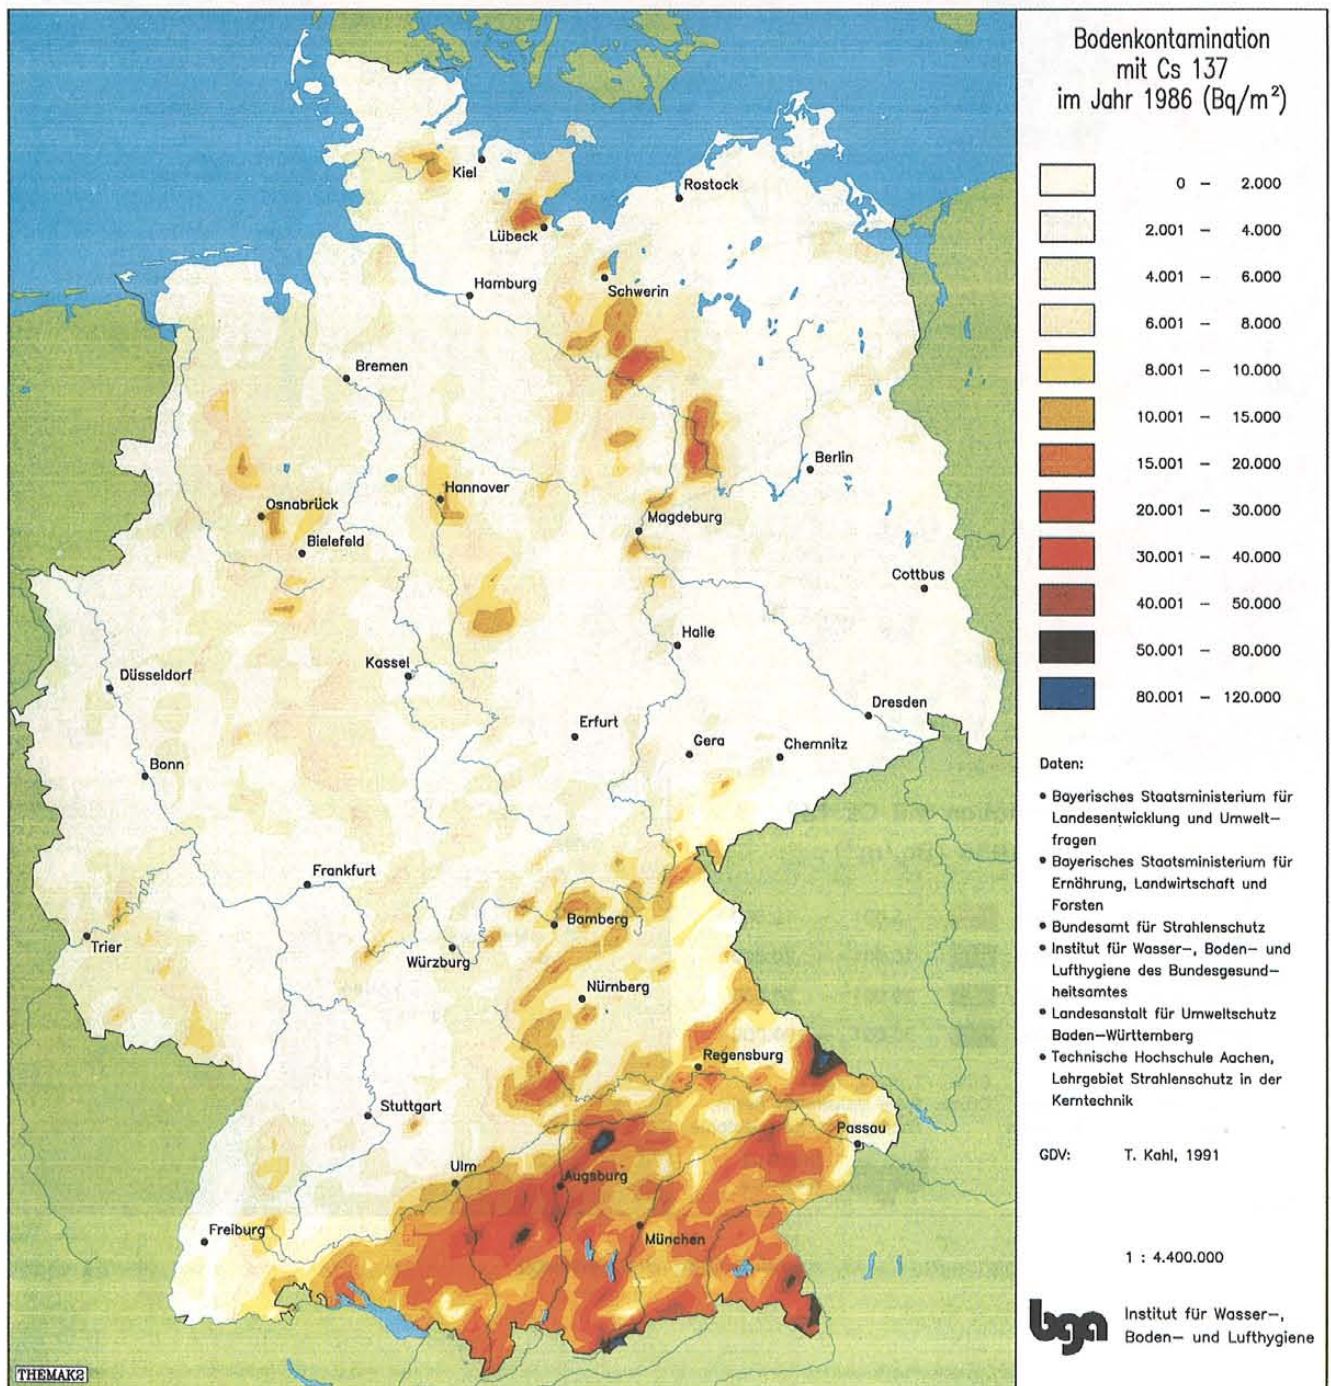 Bodenkontamination
mit Cs 137
im Jahr 1986 (Bq/m²)
0 – 2.000
2.001 – 4.000
4.001 – 6.000
6.001 – 8.000
8.001 – 10.000
10.001 – 15.000
15.001 – 20.000
20.001 – 30.000
30.001 – 40.000
40.001 – 50.000
50.001 – 80.000
80.001 – 120.000
Daten:
• Bayerisches Staatsministerium für
Landesentwicklung und Umwelt–
fragen
• Bayerisches Staatsministerium für
Ernährung, Landwirtschaft und
Forsten
• Bundesamt für Strahlenschutz
• Institut für Wasser–, Boden– und
Lufthygiene des Bundesgesund–
heitsamtes
• Landesanstalt für Umweltschutz
Baden–Württemberg
• Technische Hochschule Aachen,
Lehrgebiet Strahlenschutz in der
Kerntechnik
GDV: T. Kahl, 1991
1 : 4.400.000
bga
Institut für Wasser–,
Boden– und Lufthygiene
Kiel
Rostock
Lübeck
Hamburg
Schwerin
Bremen
Berlin
Hannover
Osnabrück
Magdeburg
Bielefeld
Cottbus
Halle
Kassel
Düsseldorf
Dresden
Erfurt
Gera
Chemnitz
Bonn
Frankfurt
Bamberg
Trier
Würzburg
Nürnberg
Regensburg
Stuttgart
Passau
Ulm
Augsburg
Freiburg
München
THEMAK2